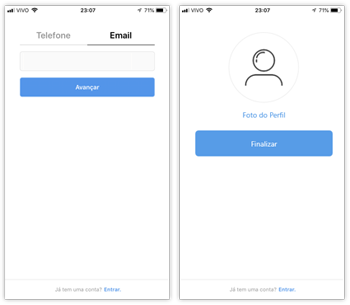 VIVO 23:07 71%
Telefone Email
Avançar
Já tem uma conta? Entrar.
VIVO 23:07 71%
Foto do Perfil
Finalizar
Já tem uma conta? Entrar.